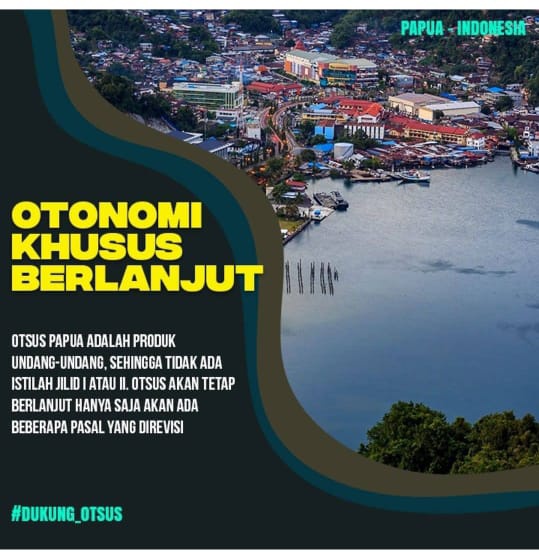 PAPUA - INDONESIA
OTONOMI
KHUSUS
BERLANJUT
OTSUS PAPUA ADALAH PRODUK
UNDANG-UNDANG, SEHINGGA TIDAK ADA
ISTILAH JILID I ATAU II. OTSUS AKAN TETAP
BERLANJUT HANYA SAJA AKAN ADA
BEBERAPA PASAL YANG DIREVISI
#DUKUNG_OTSUS